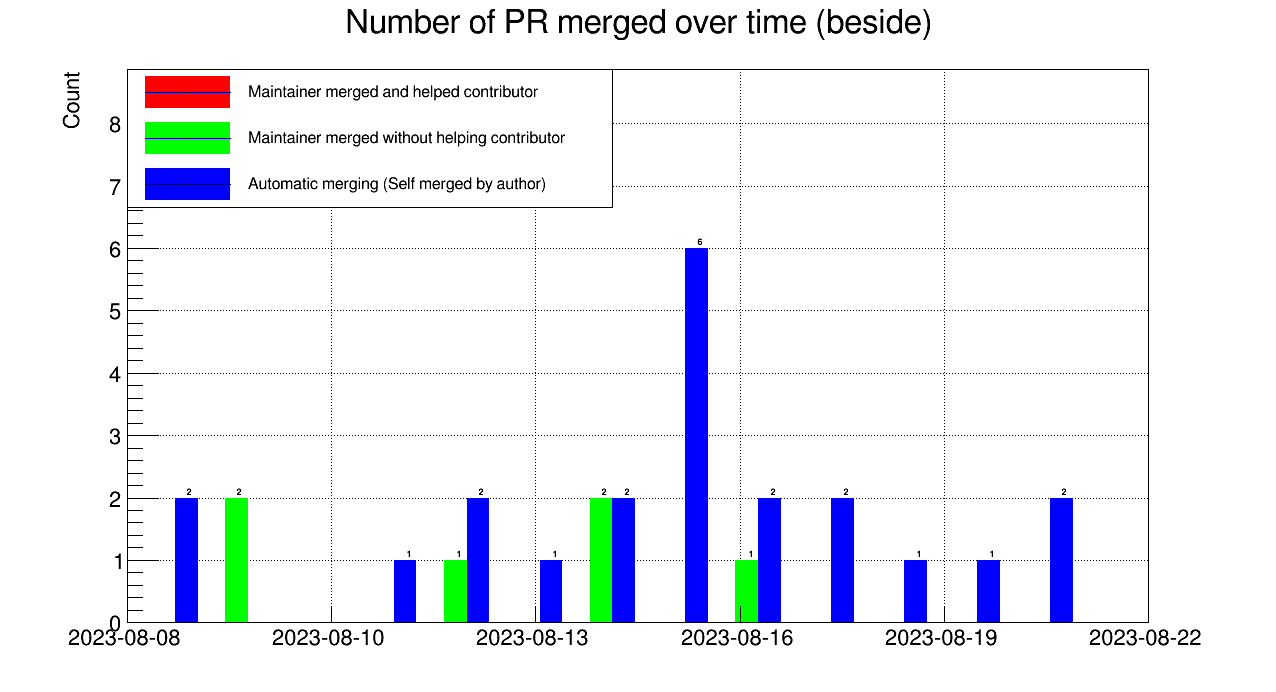 Number of PR merged over time (beside)
Count
Maintainer merged and helped contributor
Maintainer merged without helping contributor
Automatic merging (Self merged by author)
8
7
6
5
4
3
2
1
0
6
2 2 2 2 2 2 2 2
1 1 1 1 1 1
2023-08-08 2023-08-10 2023-08-13 2023-08-16 2023-08-19 2023-08-22